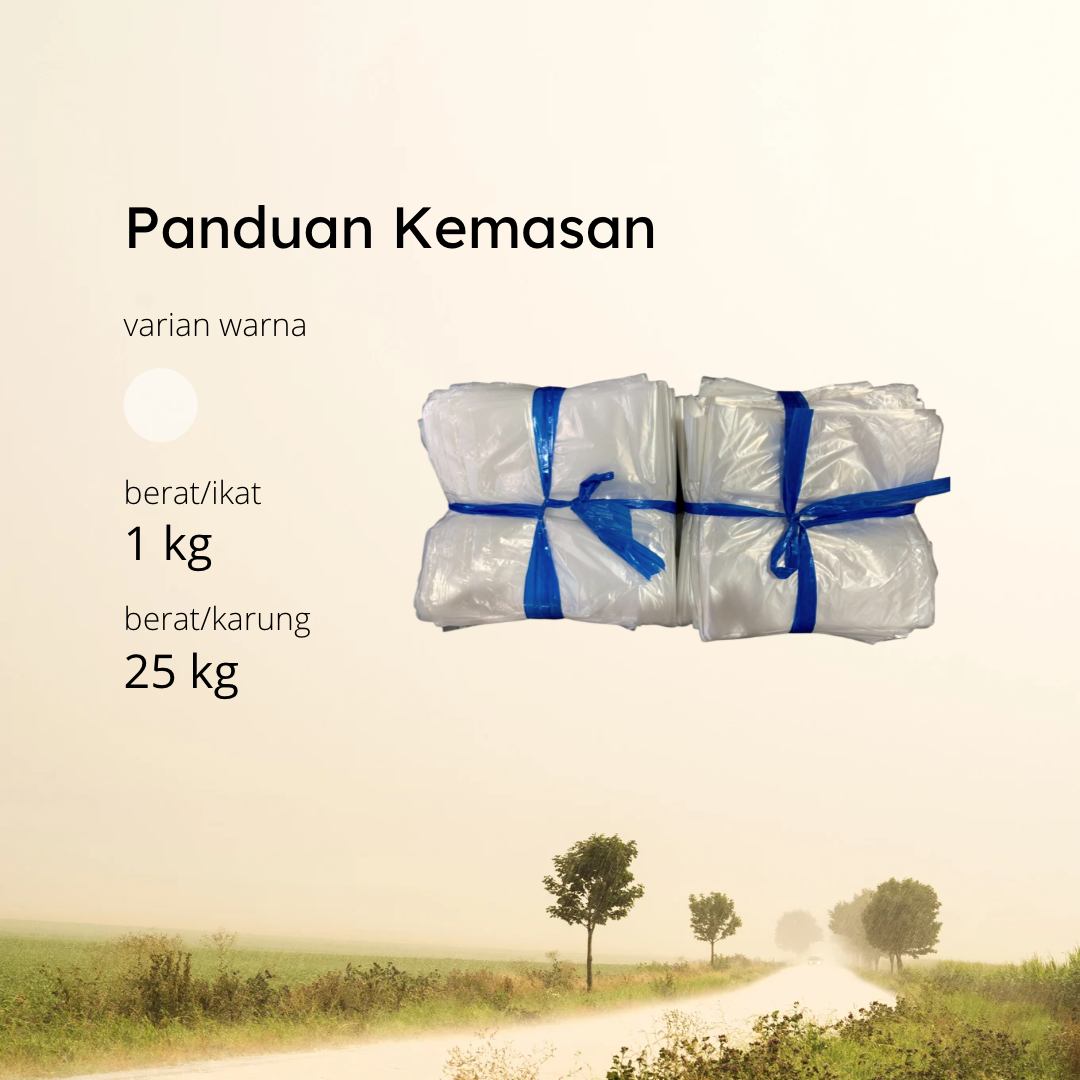 Panduan Kemasan
varian warna
berat/ikat
1 kg
berat/karung
25 kg